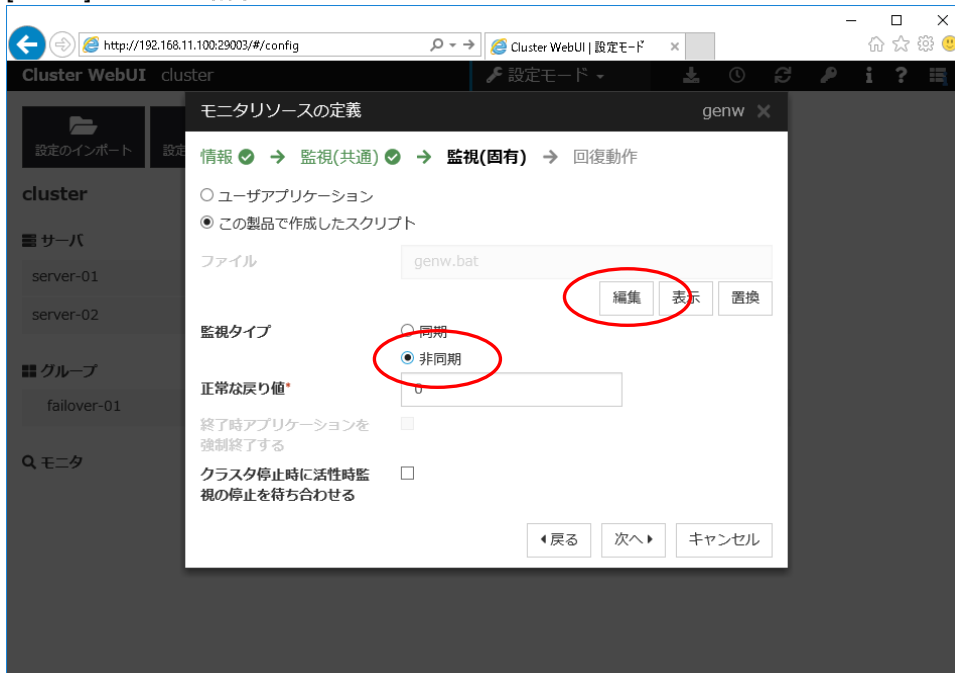 http://192.168.11.100:29003/#/config
Cluster WebUI | 設定モード
Cluster WebUI cluster
設定モード
設定のインポート
設定
cluster
サーバ
server-01
server-02
グループ
failover-01
モニタ
モニタリソースの定義
genw
情報 → 監視(共通) → 監視(固有) → 回復動作
ユーザアプリケーション
この製品で作成したスクリプト
ファイル
genw.bat
編集 表示 置換
監視タイプ
同期
非同期
正常な戻り値*
0
終了時アプリケーションを
強制終了する
クラスタ停止時に活性時監
視の停止を待ち合わせる
戻る 次へ キャンセル